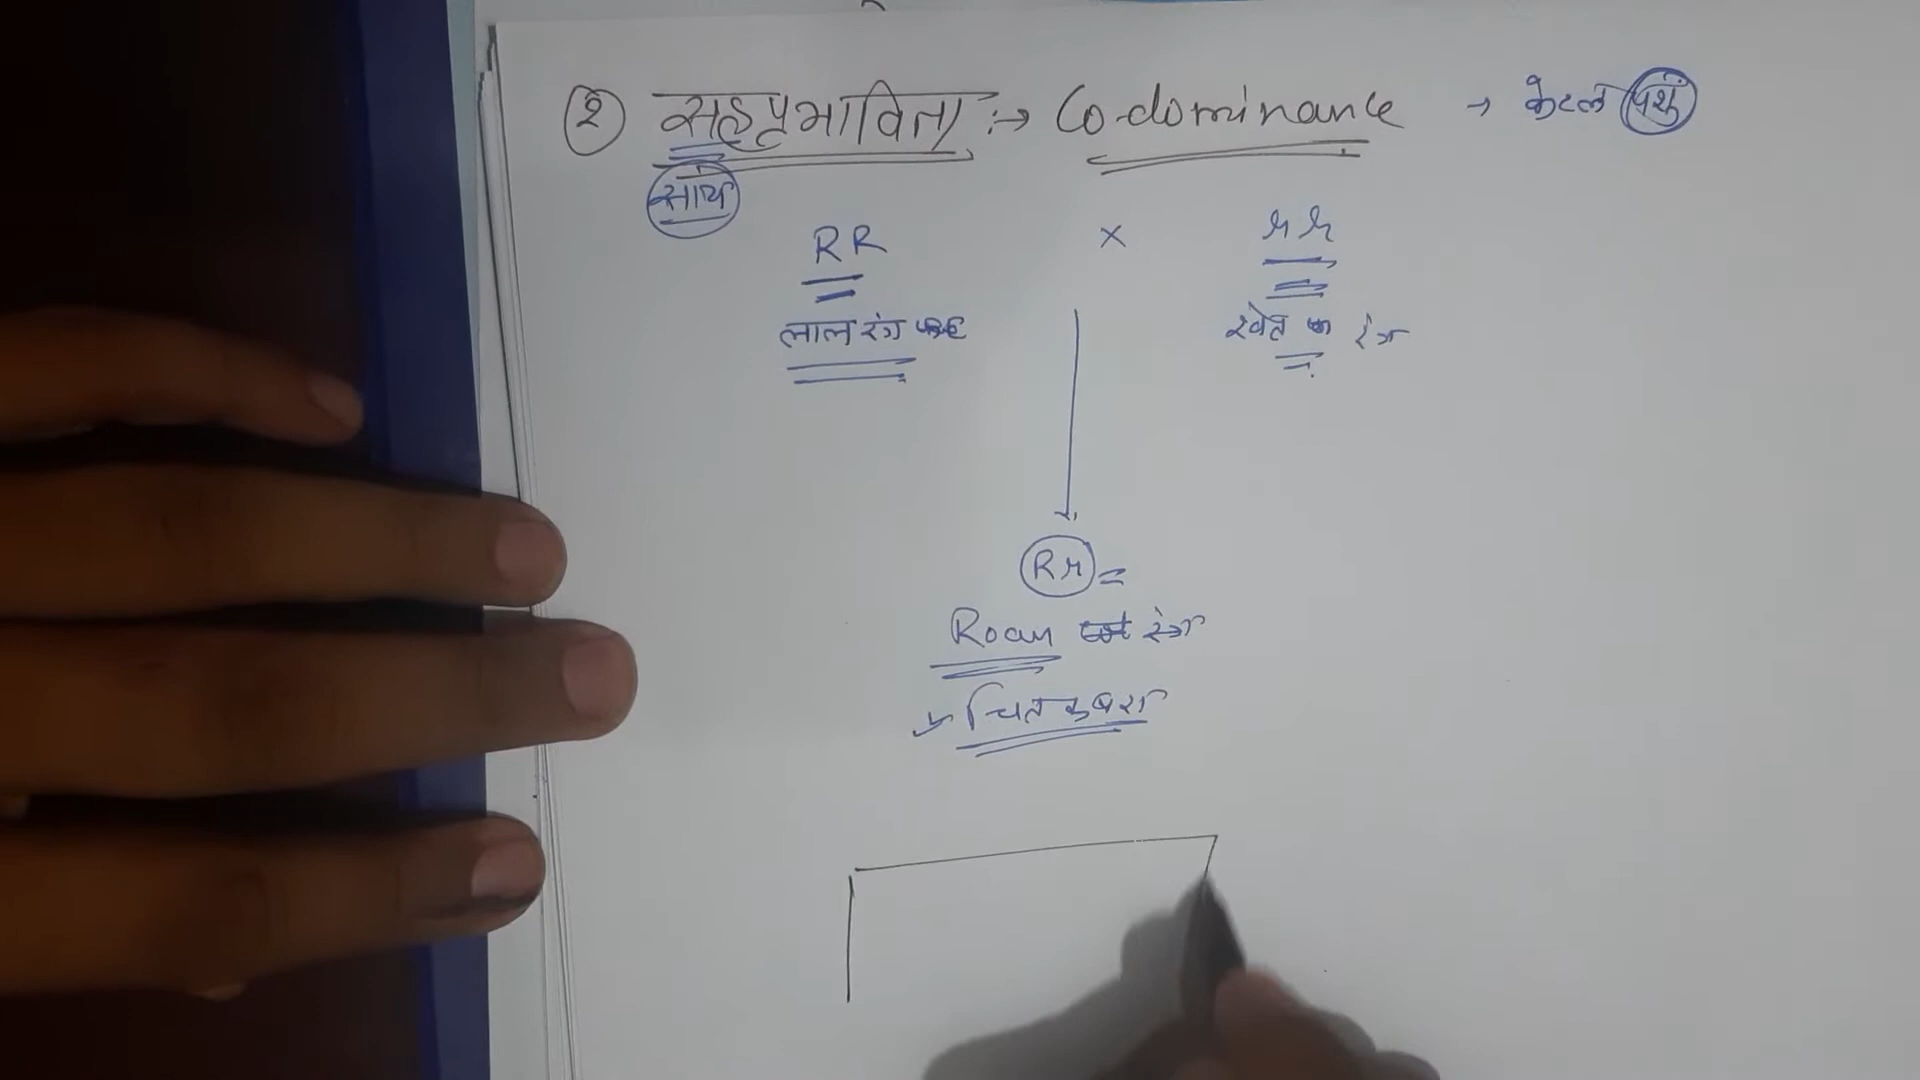 ② सहप्रभाविता :→ Co-dominance → केटल पशु
साथ
RR × rr
लाल रंग श्वेत रंग
Rr =
Roan रंग
चितकबरा